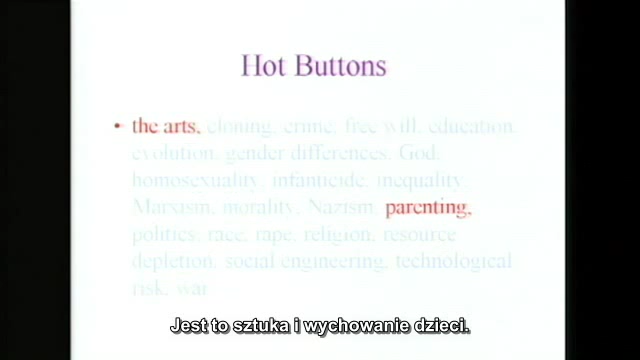 Hot Buttons
• the arts, cloning, crime, free will, education,
evolution, gender differences, God,
homosexuality, infanticide, inequality,
Marxism, morality, Nazism, parenting,
politics, race, rape, religion, resource
depletion, social engineering, technological
risk, war
Jest to sztuka i wychowanie dzieci.